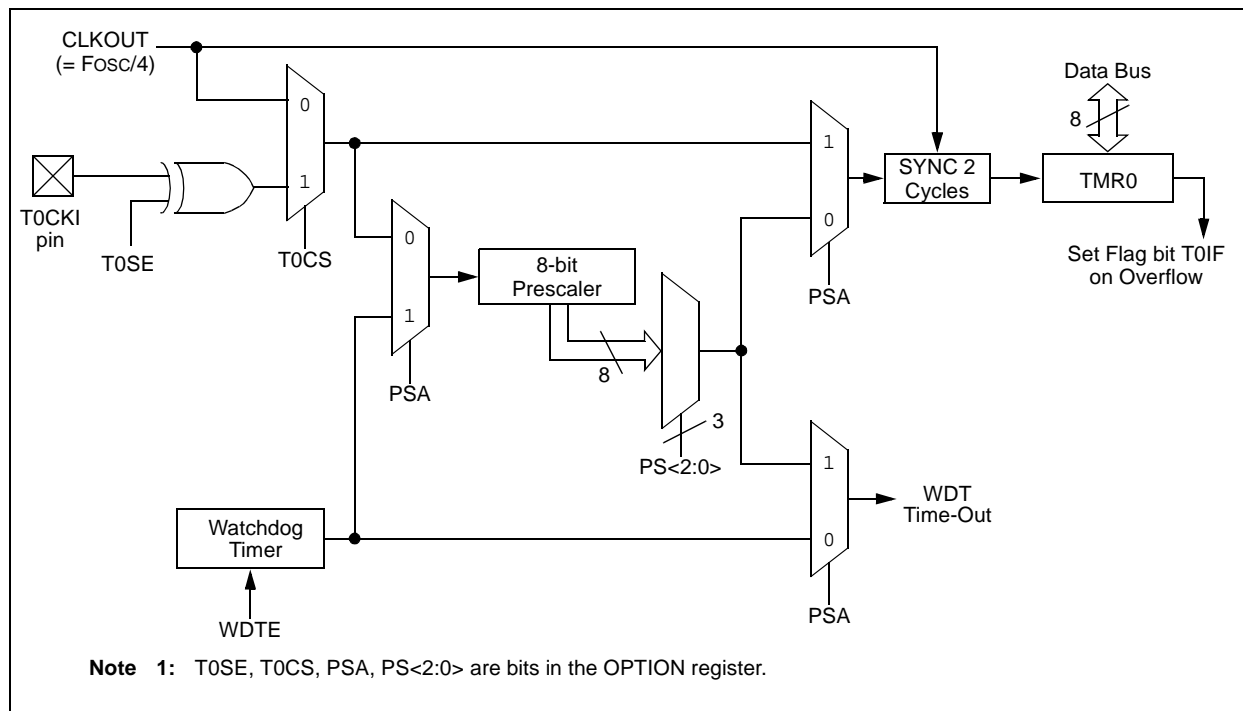 CLKOUT
(= FOSC/4)
Data Bus
8
0
1
1
0
T0CKI
pin
T0SE
T0CS
SYNC 2
Cycles
TMR0
Set Flag bit T0IF
on Overflow
PSA
0
1
8-bit
Prescaler
8
PSA
3
PS<2:0>
1
0
WDT
Time-Out
Watchdog
Timer
WDTE
PSA
Note 1: T0SE, T0CS, PSA, PS<2:0> are bits in the OPTION register.